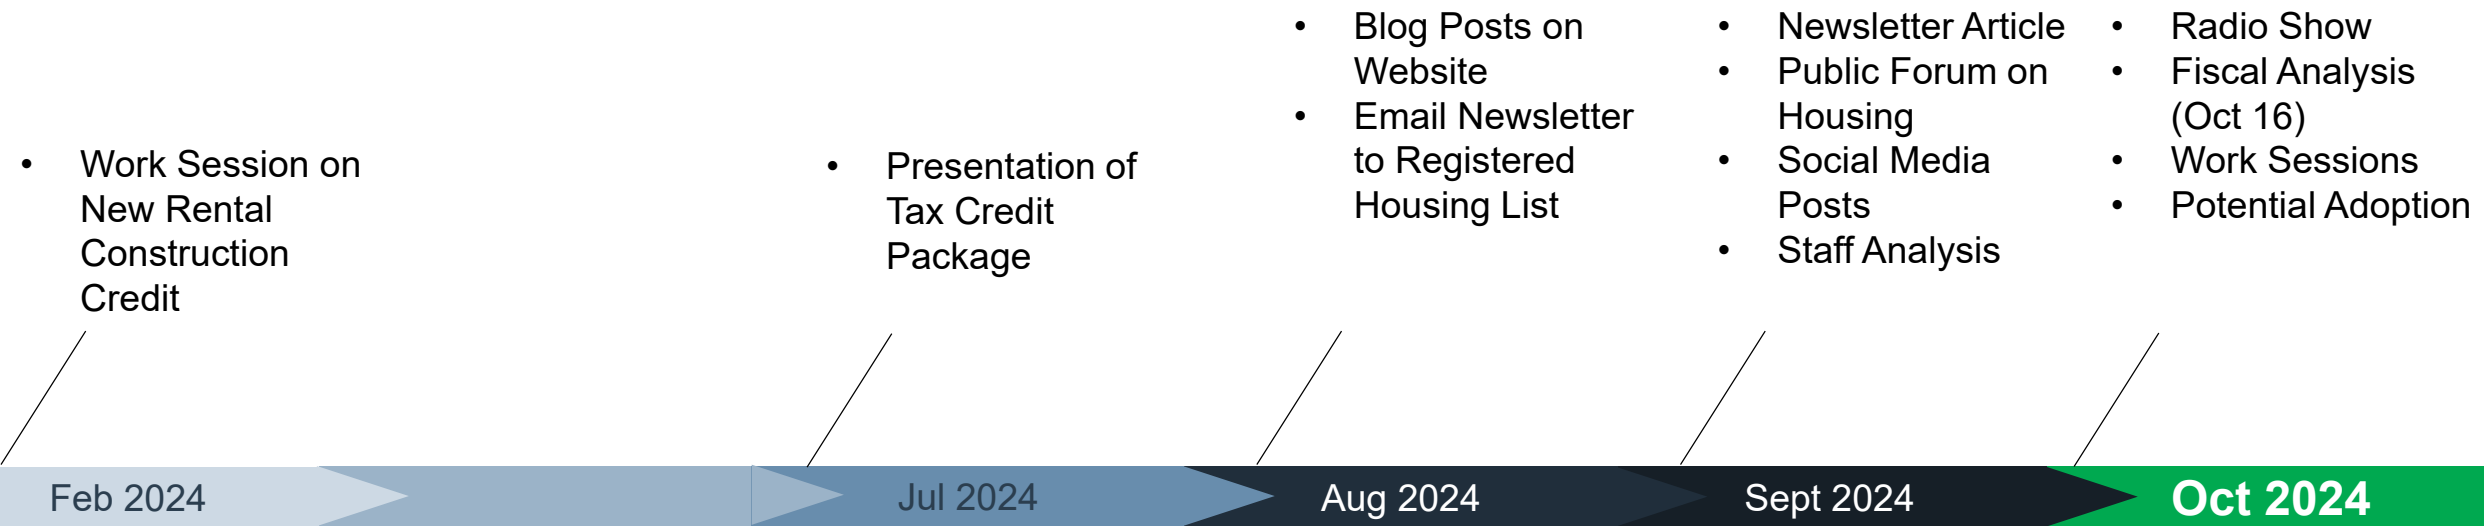 • Work Session on
New Rental
Construction
Credit
• Presentation of
Tax Credit
Package
• Blog Posts on
Website
• Email Newsletter
to Registered
Housing List
• Newsletter Article
• Public Forum on
Housing
• Social Media
Posts
• Staff Analysis
• Radio Show
• Fiscal Analysis
(Oct 16)
• Work Sessions
• Potential Adoption
Feb 2024
Jul 2024
Aug 2024
Sept 2024
Oct 2024